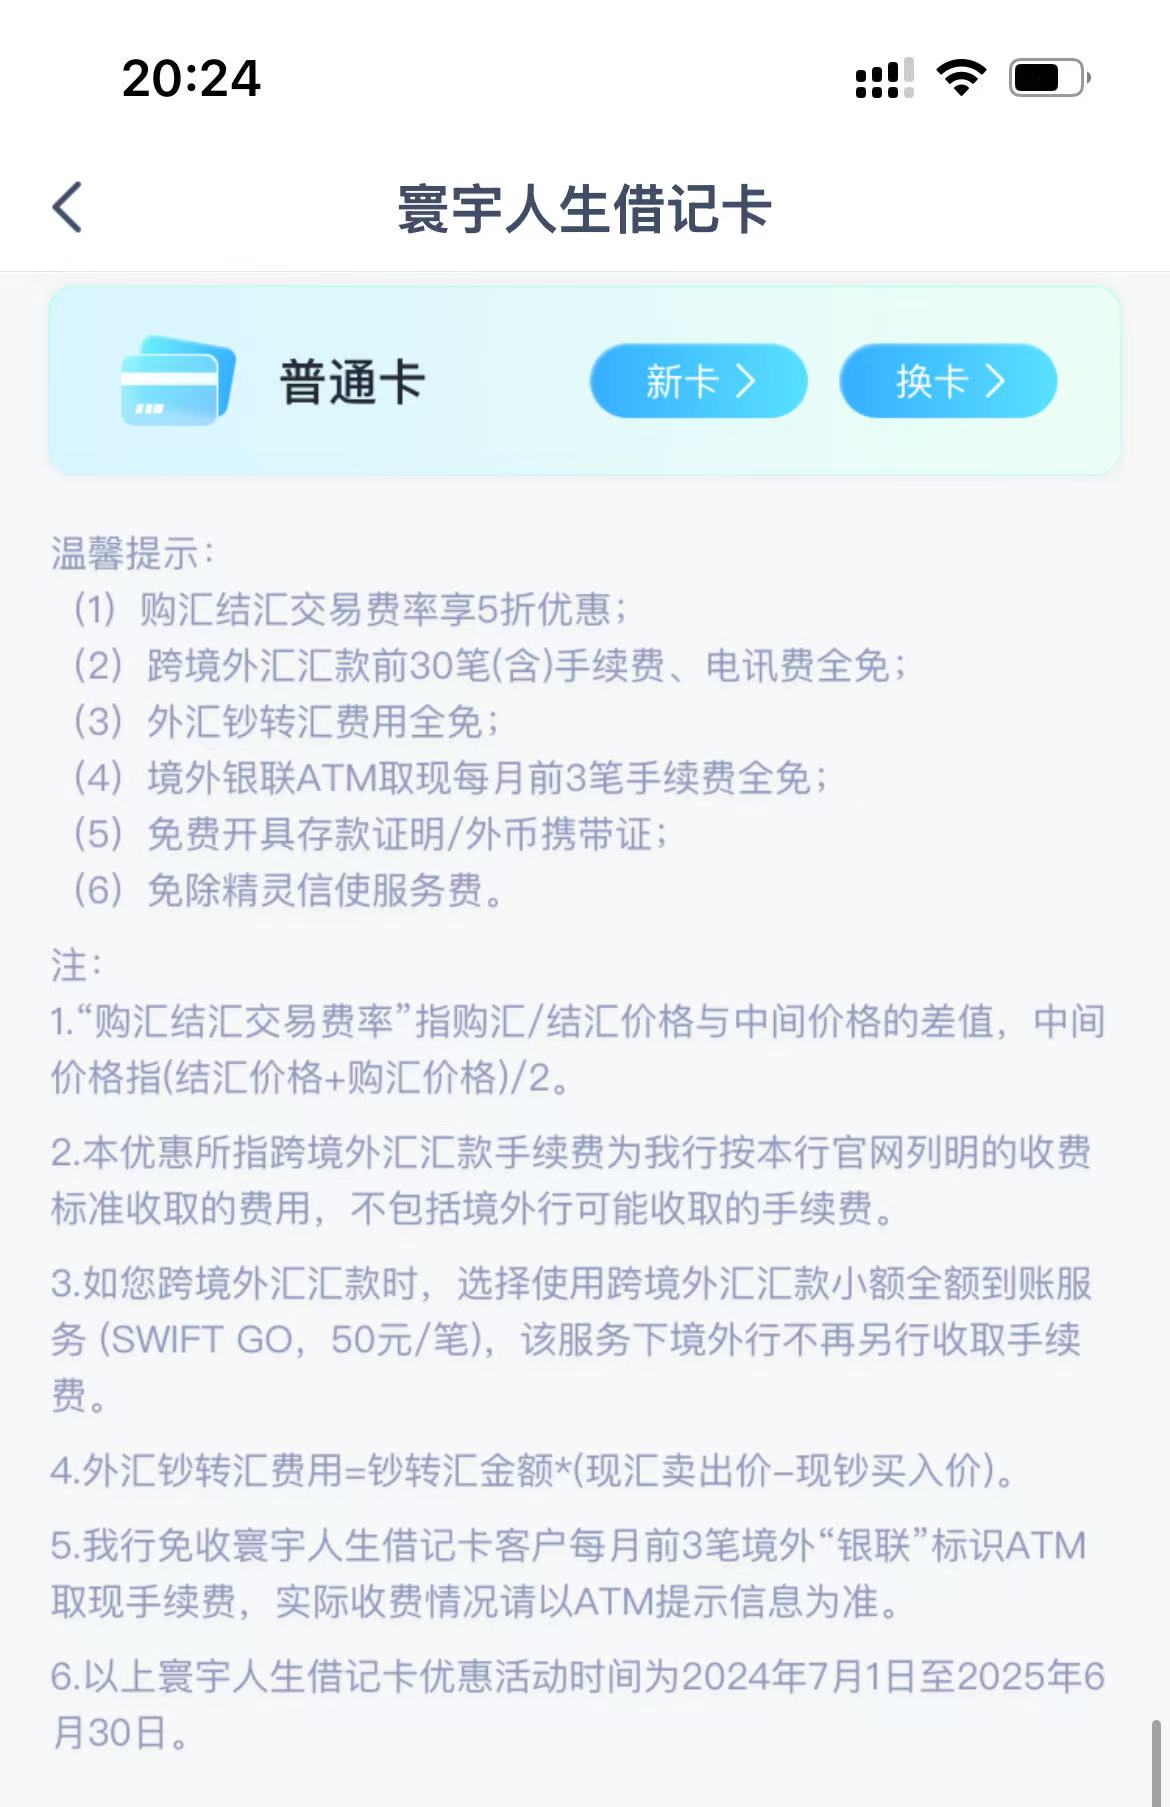 20:24
寰宇人生借记卡
普通卡
新卡
换卡
温馨提示：
（1）购汇结汇交易费率享5折优惠；
（2）跨境外汇汇款前30笔(含)手续费、电讯费全免；
（3）外汇钞转汇费用全免；
（4）境外银联ATM取现每月前3笔手续费全免；
（5）免费开具存款证明/外币携带证；
（6）免除精灵信使服务费。
注：
1.“购汇结汇交易费率”指购汇/结汇价格与中间价格的差值，中间
价格指(结汇价格+购汇价格)/2。
2.本优惠所指跨境外汇汇款手续费为我行按本行官网列明的收费
标准收取的费用，不包括境外行可能收取的手续费。
3.如您跨境外汇汇款时，选择使用跨境外汇汇款小额全额到账服
务 (SWIFT GO，50元/笔)，该服务下境外行不再另行收取手续
费。
4.外汇钞转汇费用=钞转汇金额*(现汇卖出价–现钞买入价)。
5.我行免收寰宇人生借记卡客户每月前3笔境外“银联”标识ATM
取现手续费，实际收费情况请以ATM提示信息为准。
6.以上寰宇人生借记卡优惠活动时间为2024年7月1日至2025年6
月30日。